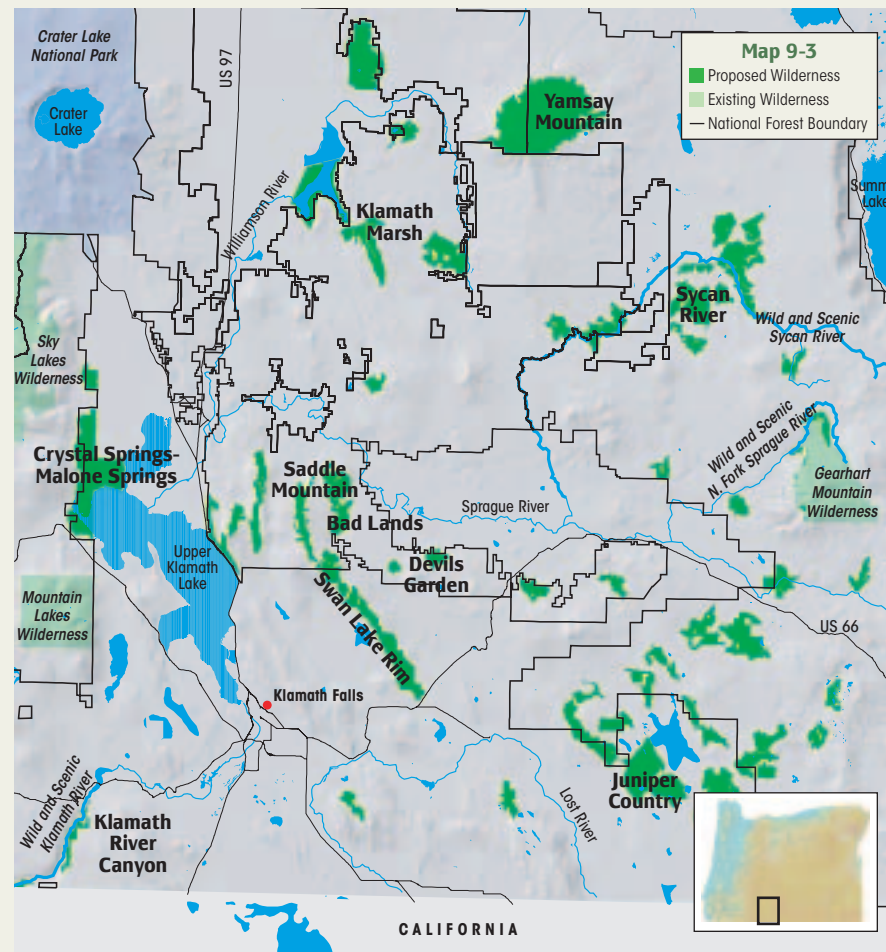 Crater Lake
National Park
US 97
Map 9-3
Proposed Wilderness
Existing Wilderness
National Forest Boundary
Crater
Lake
Yamsay
Mountain
Summ
Lake
Williamson River
Klamath
Marsh
Sycan
River
Wild and Scenic
Sycan River
Sky
Lakes
Wilderness
Wild and Scenic
N. Fork Sprague River
Crystal Springs-
Malone Springs
Saddle
Mountain
Gearhart
Mountain
Wilderness
Sprague River
Bad Lands
Upper
Klamath
Lake
Devils
Garden
Mountain
Lakes
Wilderness
Swan Lake Rim
US 66
Klamath Falls
Wild and Scenic
Klamath River
Juniper
Country
Lost River
Klamath
River
Canyon
CALIFORNIA